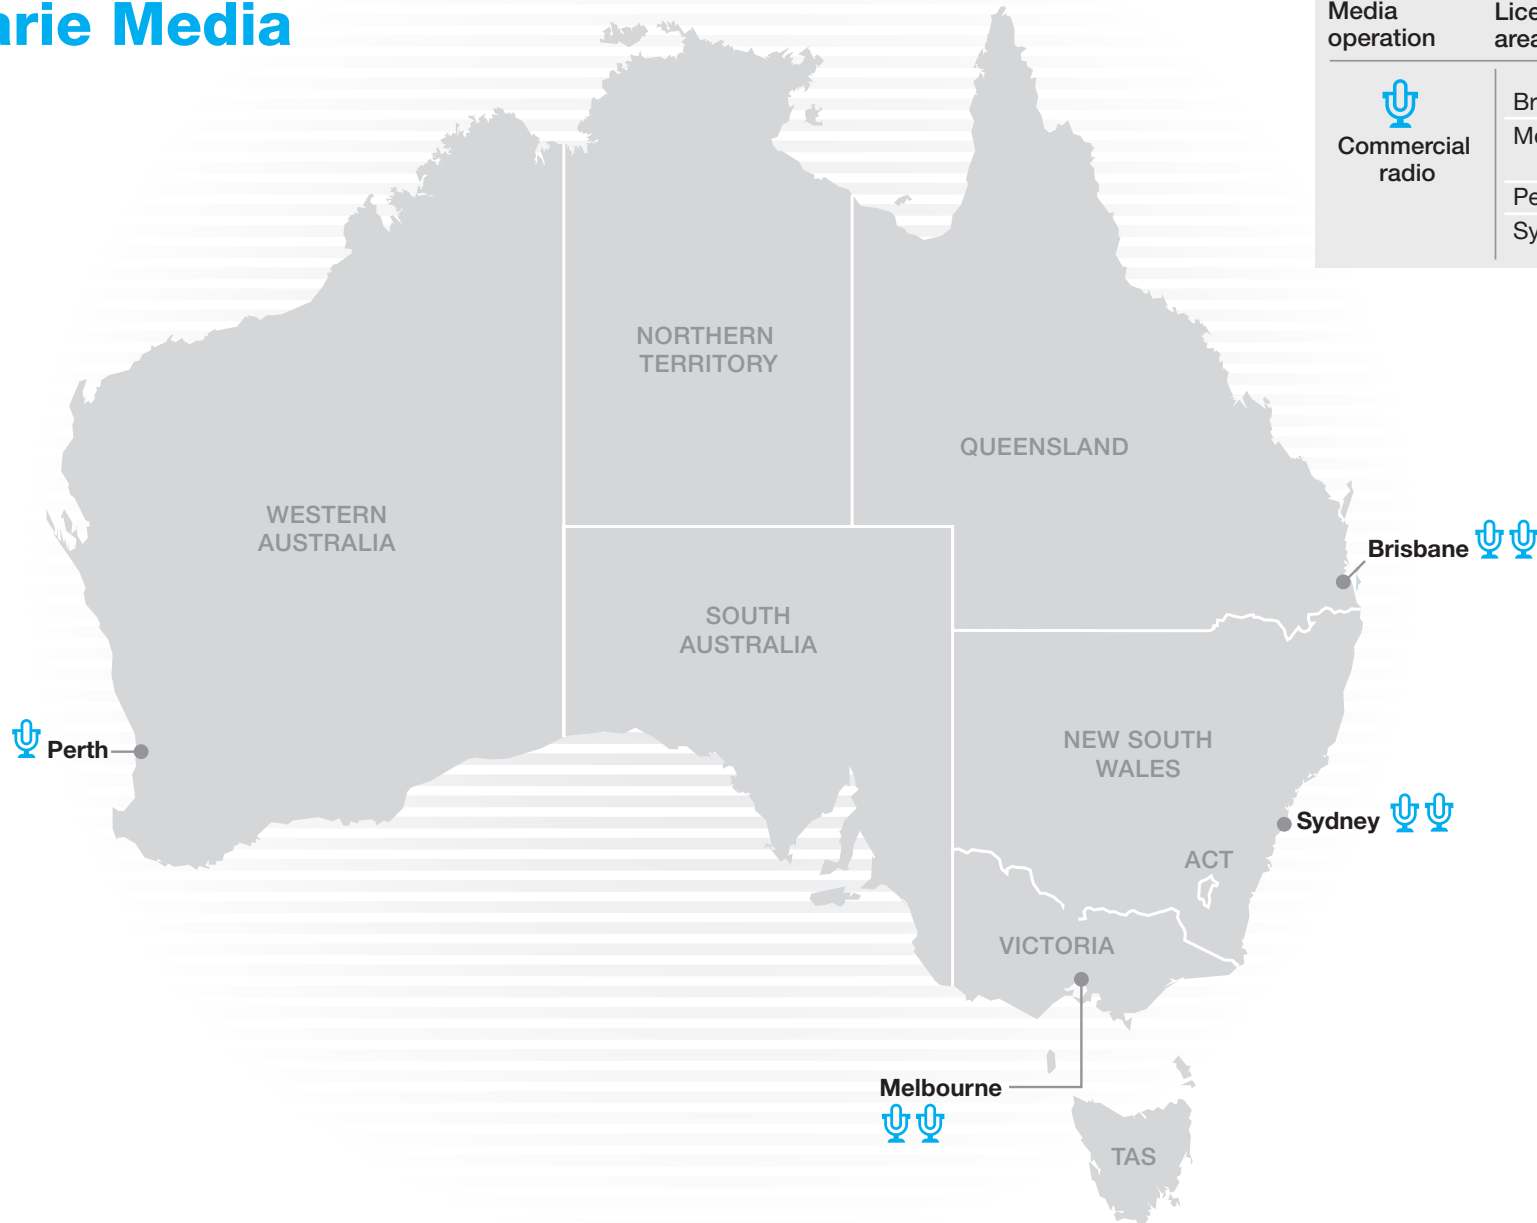 Media
Media
operation
Commercial
radio
NORTHERN
TERRITORY
QUEENSLAND
WESTERN
AUSTRALIA
Brisbane
SOUTH
AUSTRALIA
Perth
NEW SOUTH
WALES
Sydney
ACT
VICTORIA
Melbourne
TAS